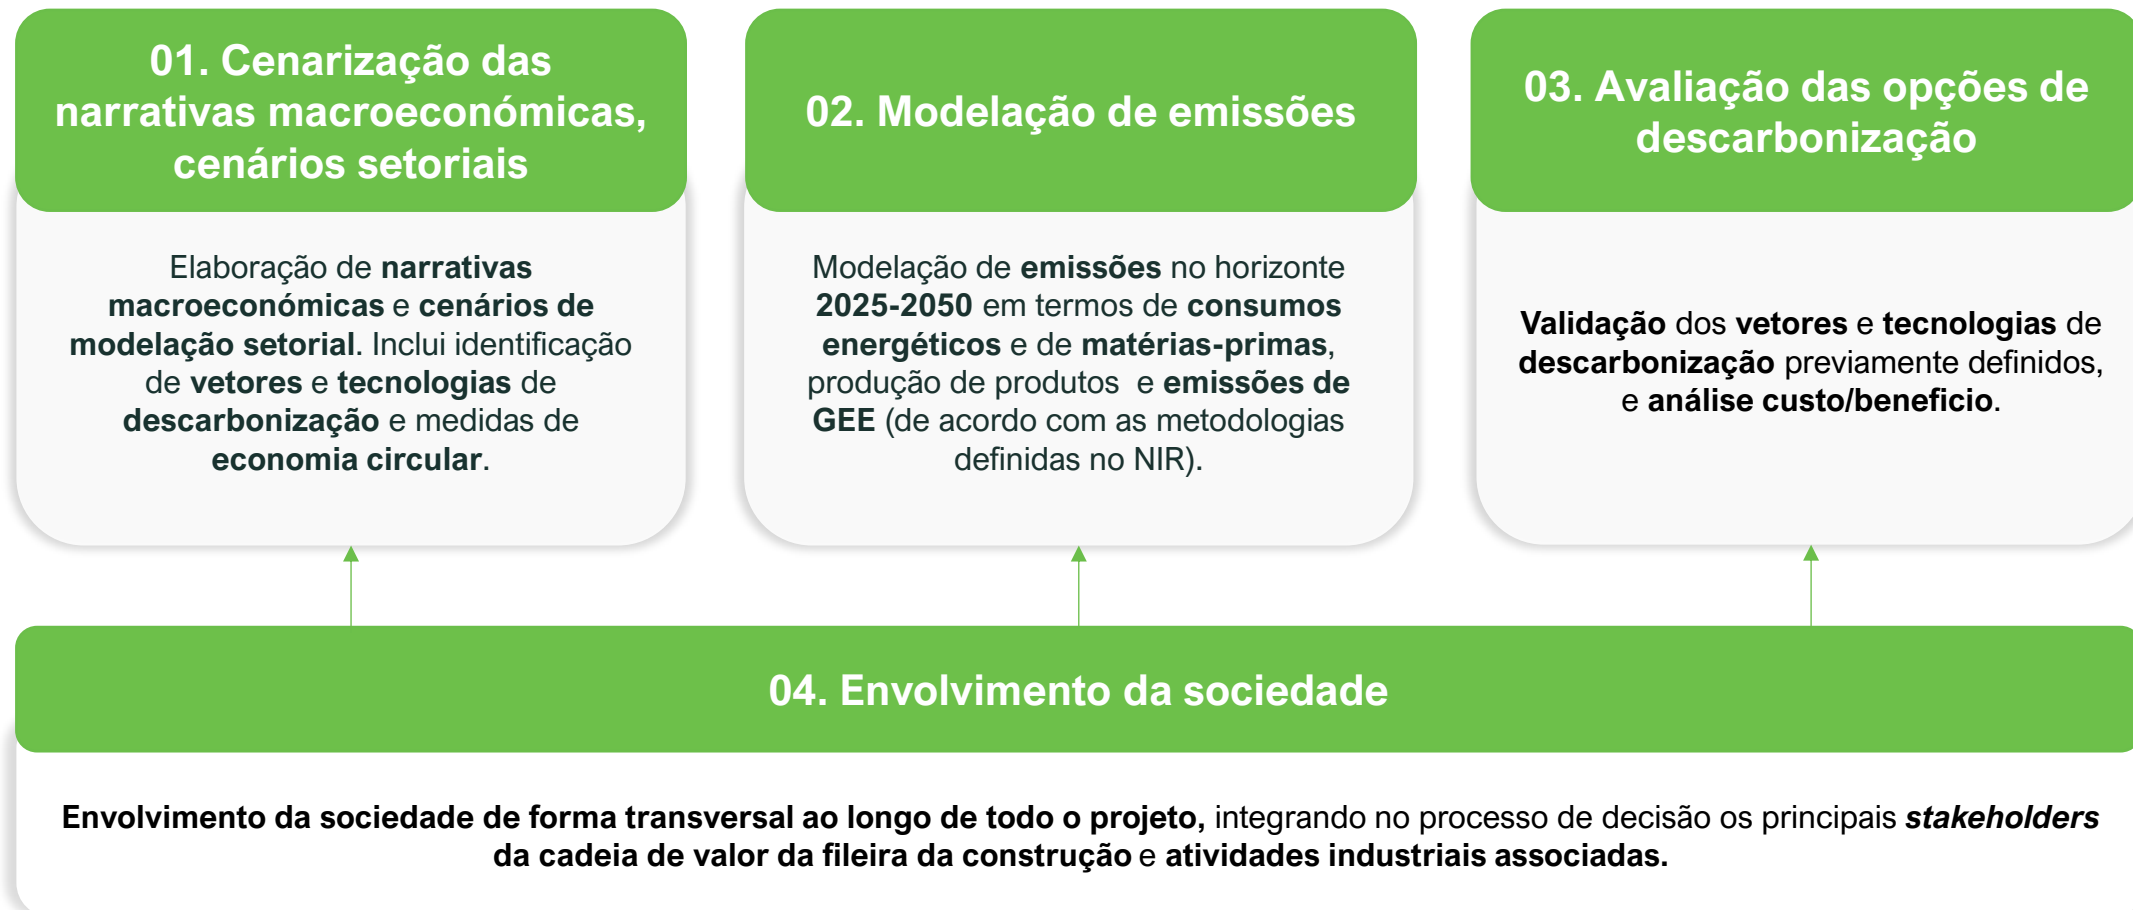 01. Cenarização das
narrativas macroeconómicas,
cenários setoriais
Elaboração de narrativas
macroeconómicas e cenários de
modelação setorial. Inclui identificação
de vetores e tecnologias de
descarbonização e medidas de
economia circular.
02. Modelação de emissões
Modelação de emissões no horizonte
2025-2050 em termos de consumos
energéticos e de matérias-primas,
produção de produtos e emissões de
GEE (de acordo com as metodologias
definidas no NIR).
03. Avaliação das opções de
descarbonização
Validação dos vetores e tecnologias de
descarbonização previamente definidos,
e análise custo/beneficio.
04. Envolvimento da sociedade
Envolvimento da sociedade de forma transversal ao longo de todo o projeto, integrando no processo de decisão os principais stakeholders
da cadeia de valor da fileira da construção e atividades industriais associadas.